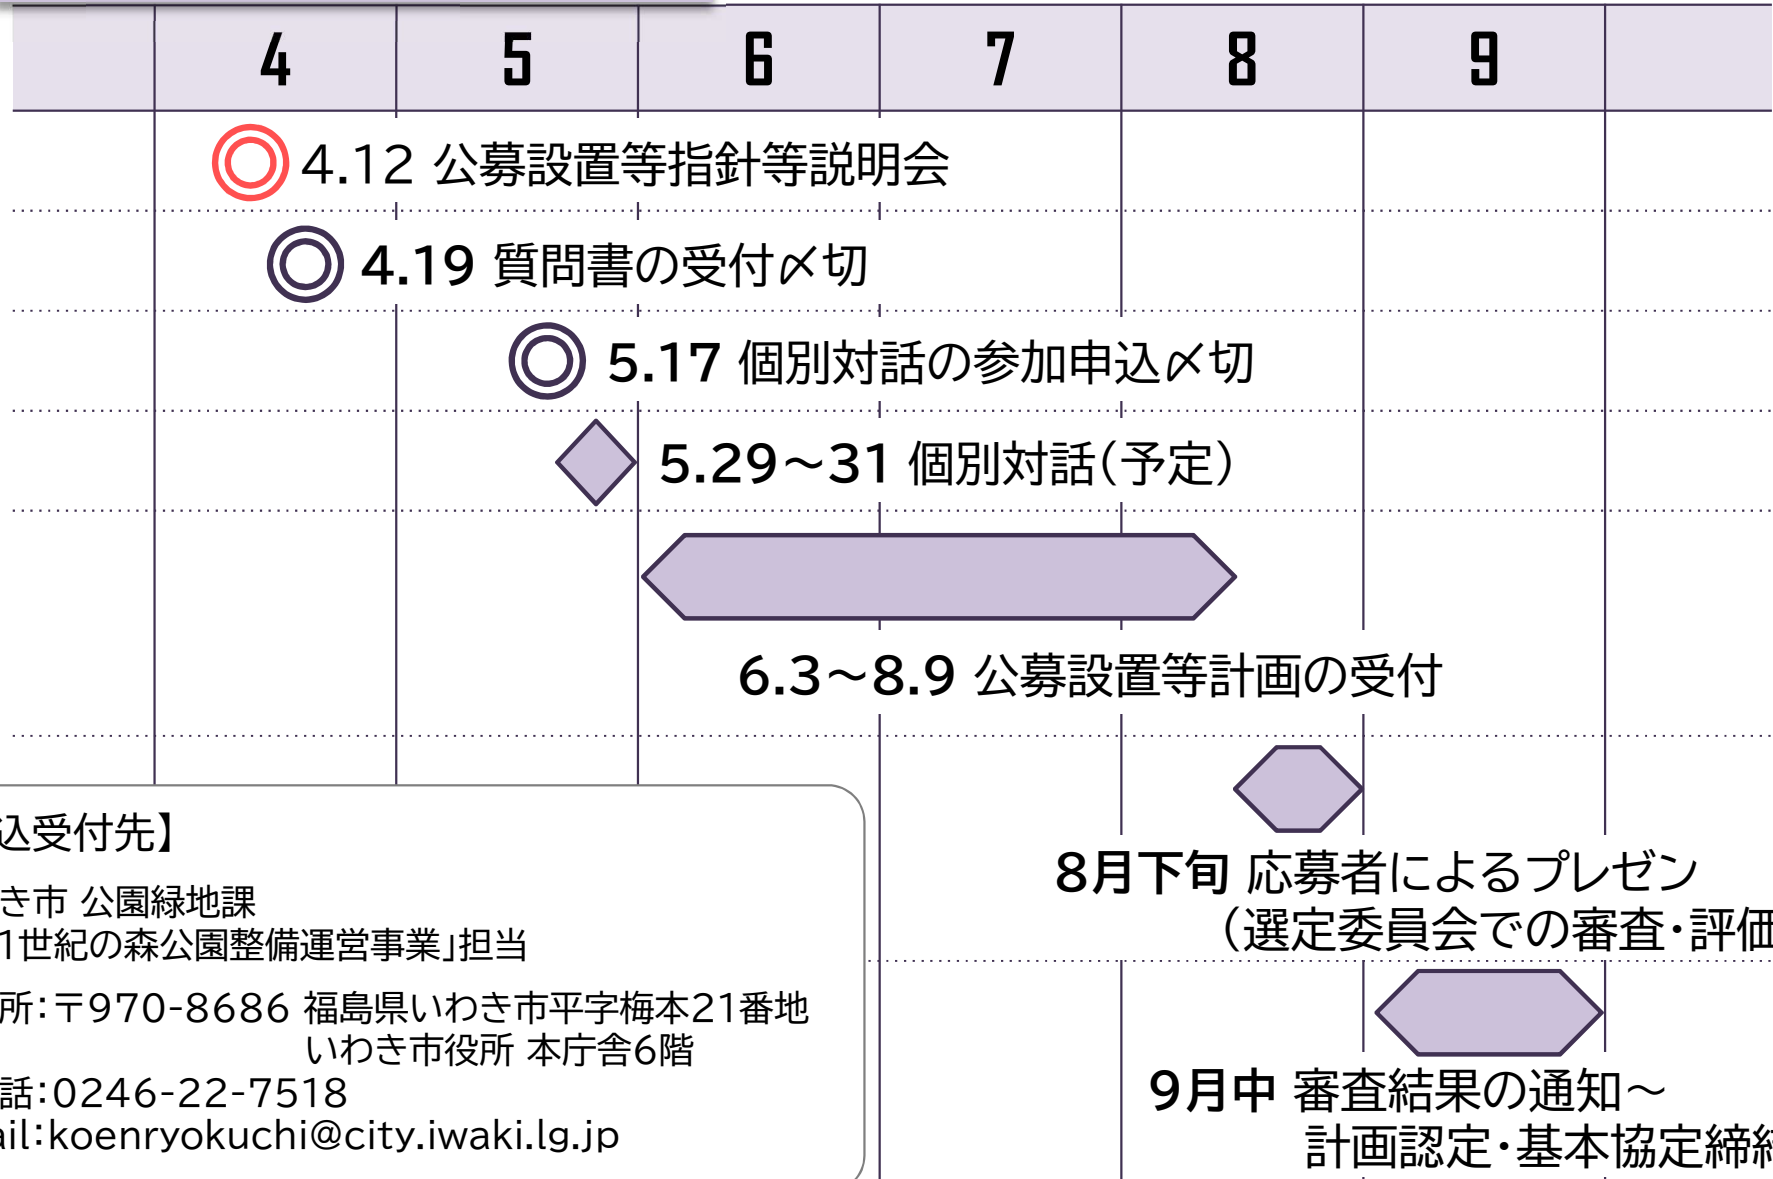 4 5 6 7 8 9
4.12 公募設置等指針等説明会
4.19 質問書の受付〆切
5.17 個別対話の参加申込〆切
5.29～31 個別対話（予定）
6.3～8.9 公募設置等計画の受付
8月下旬 応募者によるプレゼン
（選定委員会での審査・評価
9月中 審査結果の通知～
計画認定・基本協定締
込受付先】
き市 公園緑地課
1世紀の森公園整備運営事業」担当
所：〒970-8686 福島県いわき市平字梅本21番地
いわき市役所 本庁舎6階
話：0246-22-7518
ail：koenryokuchi@city.iwaki.lg.jp